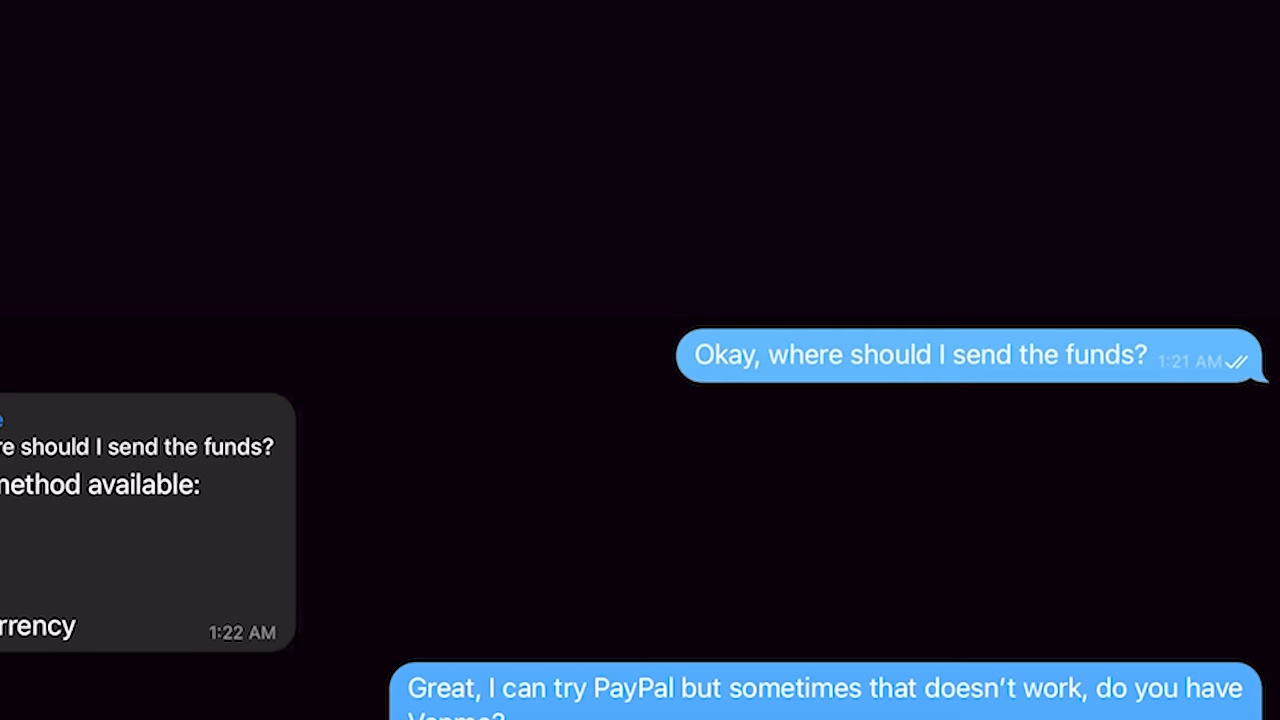 Okay, where should I send the funds? 1:21 AM
re should I send the funds?
method available:
rrency 1:22 AM
Great, I can try PayPal but sometimes that doesn't work, do you have
Venmo?